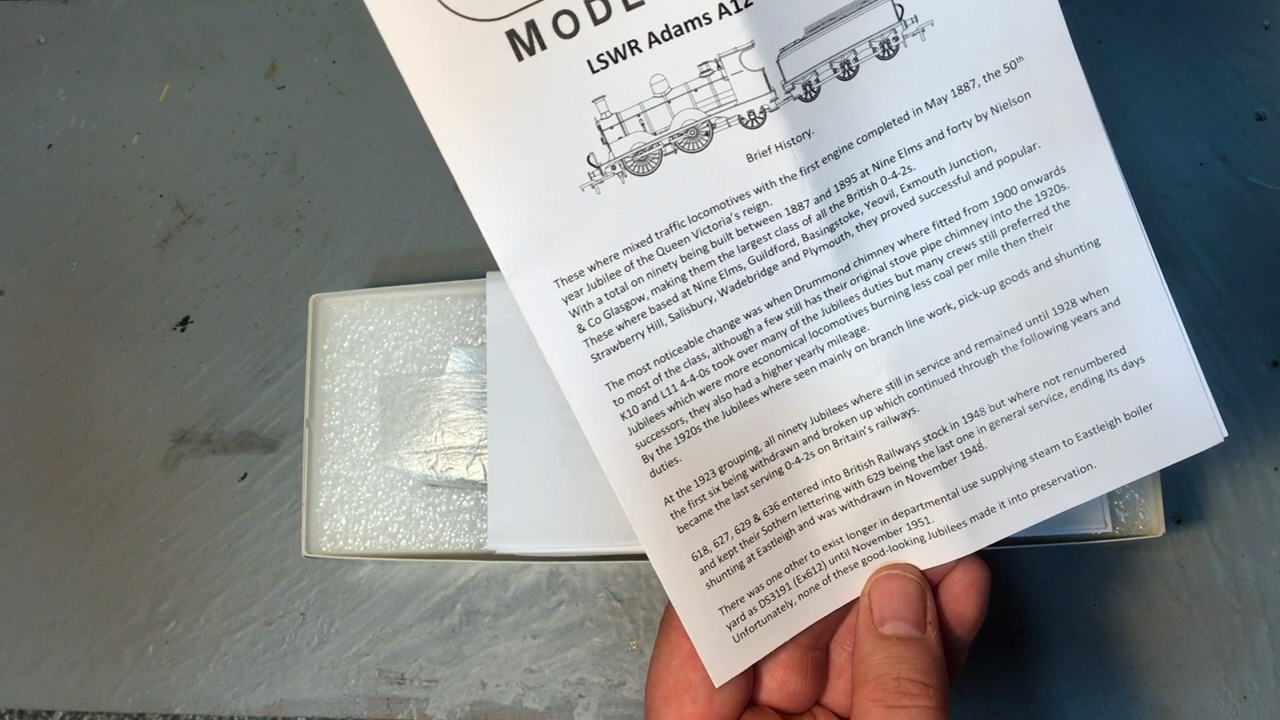 MODE
LSWR Adams A12
Brief History.
These where mixed traffic locomotives with the first engine completed in May 1887, the 50th
year Jubilee of the Queen Victoria's reign.
With a total on ninety being built between 1887 and 1895 at Nine Elms and forty by Nielson
& Co Glasgow, making them the largest class of all the British 0-4-2s.
These where based at Nine Elms, Guildford, Basingstoke, Yeovil, Exmouth Junction,
Strawberry Hill, Salisbury, Wadebridge and Plymouth, they proved successful and popular.
The most noticeable change was when Drummond chimney where fitted from 1900 onwards
to most of the class, although a few still has their original stove pipe chimney into the 1920s.
K10 and L11 4-4-0s took over many of the Jubilees duties but many crews still preferred the
Jubilees which were more economical locomotives burning less coal per mile then their
successors, they also had a higher yearly mileage.
By the 1920s the Jubilees where seen mainly on branch line work, pick-up goods and shunting
duties.
At the 1923 grouping, all ninety Jubilees where still in service and remained until 1928 when
the first six being withdrawn and broken up which continued through the following years and
became the last serving 0-4-2s on Britain's railways.
618, 627, 629 & 636 entered into British Railways stock in 1948 but where not renumbered
and kept their Sothern lettering with 629 being the last one in general service, ending its days
shunting at Eastleigh and was withdrawn in November 1948.
There was one other to exist longer in departmental use supplying steam to Eastleigh boiler
yard as DS3191 (Ex612) until November 1951.
Unfortunately, none of these good-looking Jubilees made it into preservation.